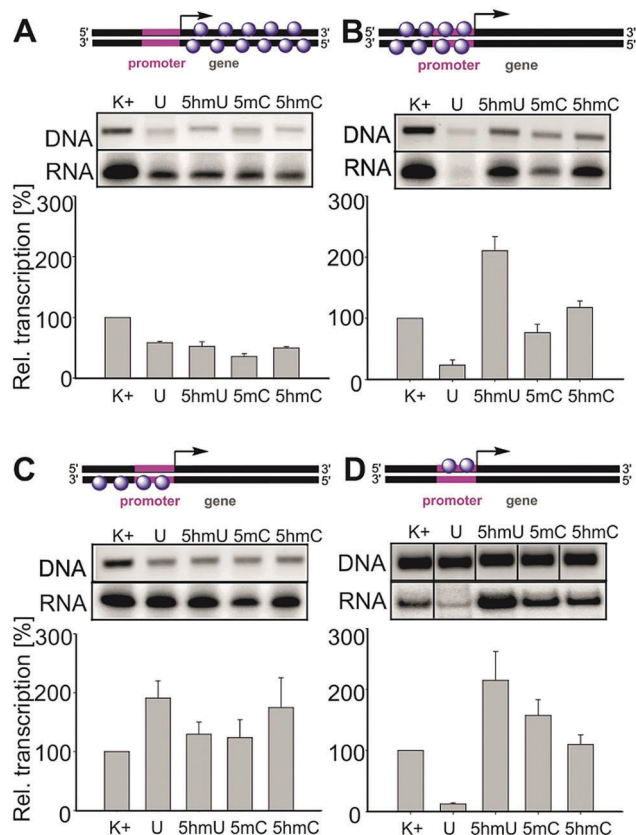 A
5' 3'
3' 5'
promoter gene
K+ U 5hmU 5mC 5hmC
DNA
RNA
Rel. transcription [%]
300
200
100
0
K+ U 5hmU 5mC 5hmC
B
5' 3'
3' 5'
promoter gene
K+ U 5hmU 5mC 5hmC
DNA
RNA
300
200
100
0
K+ U 5hmU 5mC 5hmC
C
5' 3'
3' 5'
promoter gene
K+ U 5hmU 5mC 5hmC
DNA
RNA
Rel. transcription [%]
300
200
100
0
K+ U 5hmU 5mC 5hmC
D
5' 3'
3' 5'
promoter gene
K+ U 5hmU 5mC 5hmC
DNA
RNA
300
200
100
0
K+ U 5hmU 5mC 5hmC